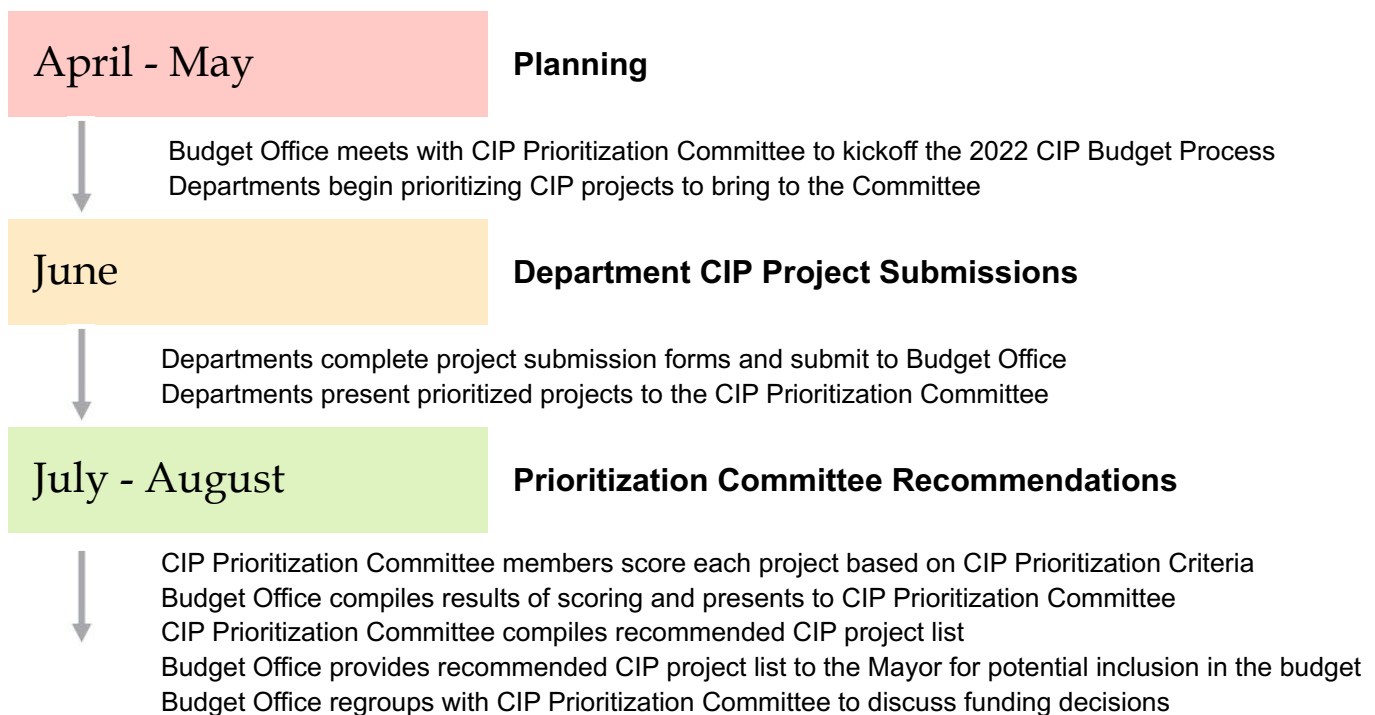 April - May
Planning
Budget Office meets with CIP Prioritization Committee to kickoff the 2022 CIP Budget Process
Departments begin prioritizing CIP projects to bring to the Committee
June
Department CIP Project Submissions
Departments complete project submission forms and submit to Budget Office
Departments present prioritized projects to the CIP Prioritization Committee
July - August
Prioritization Committee Recommendations
CIP Prioritization Committee members score each project based on CIP Prioritization Criteria
Budget Office compiles results of scoring and presents to CIP Prioritization Committee
CIP Prioritization Committee compiles recommended CIP project list
Budget Office provides recommended CIP project list to the Mayor for potential inclusion in the budget
Budget Office regroups with CIP Prioritization Committee to discuss funding decisions